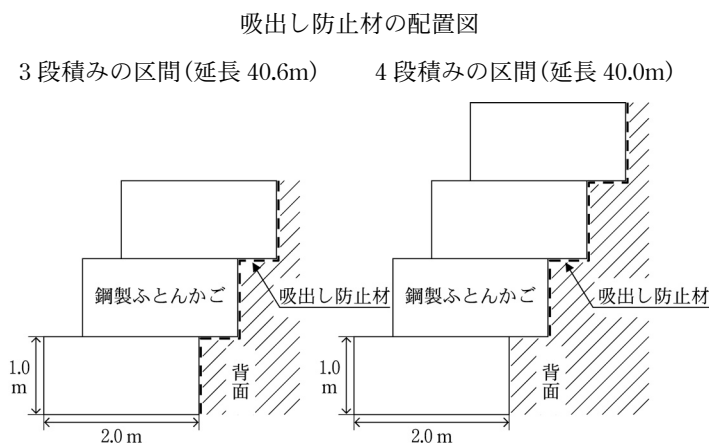 吸出し防止材の配置図
3段積みの区間(延長 40.6m)
4段積みの区間(延長 40.0m)
鋼製ふとんかご
吸出し防止材
1.0
m
背
面
2.0 m
鋼製ふとんかご
吸出し防止材
1.0
m
背
面
2.0 m